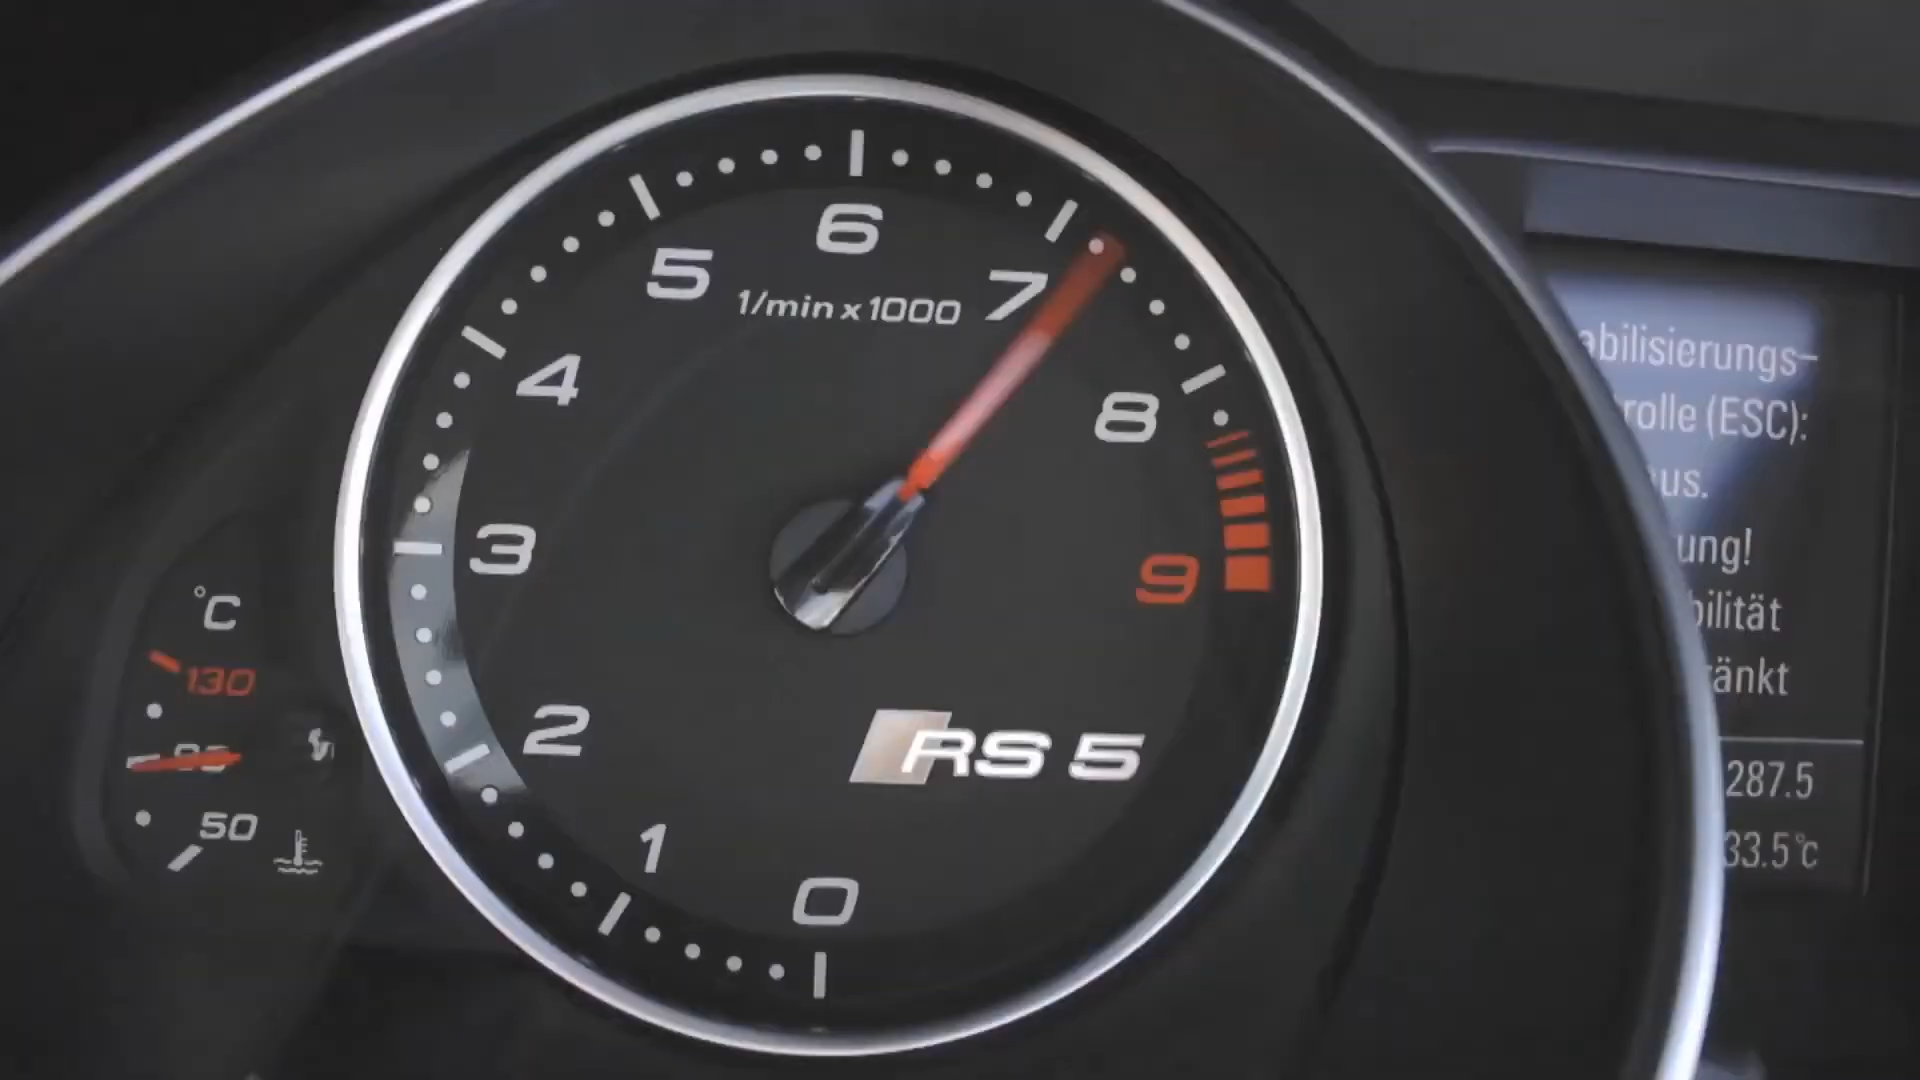 6
5
7
1/min x 1000
4
8
3
9
2
RS 5
1
0
°C
130
50
abilisierungs-
rolle (ESC):
us.
ung!
bilität
ränkt
287.5
33.5°C